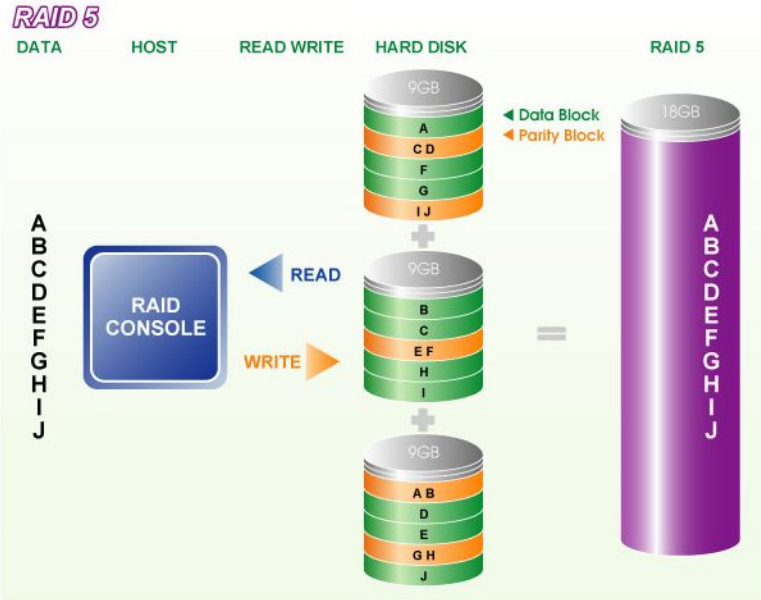 RAID 5
DATA HOST READ WRITE HARD DISK RAID 5
A
B
C
D
E
F
G
H
I
J
RAID
CONSOLE
READ
WRITE
9GB
A
C D
F
G
I J
+
9GB
B
C
E F
H
I
+
9GB
A B
D
E
G H
J
Data Block
Parity Block
=
18GB
A
B
C
D
E
F
G
H
I
J